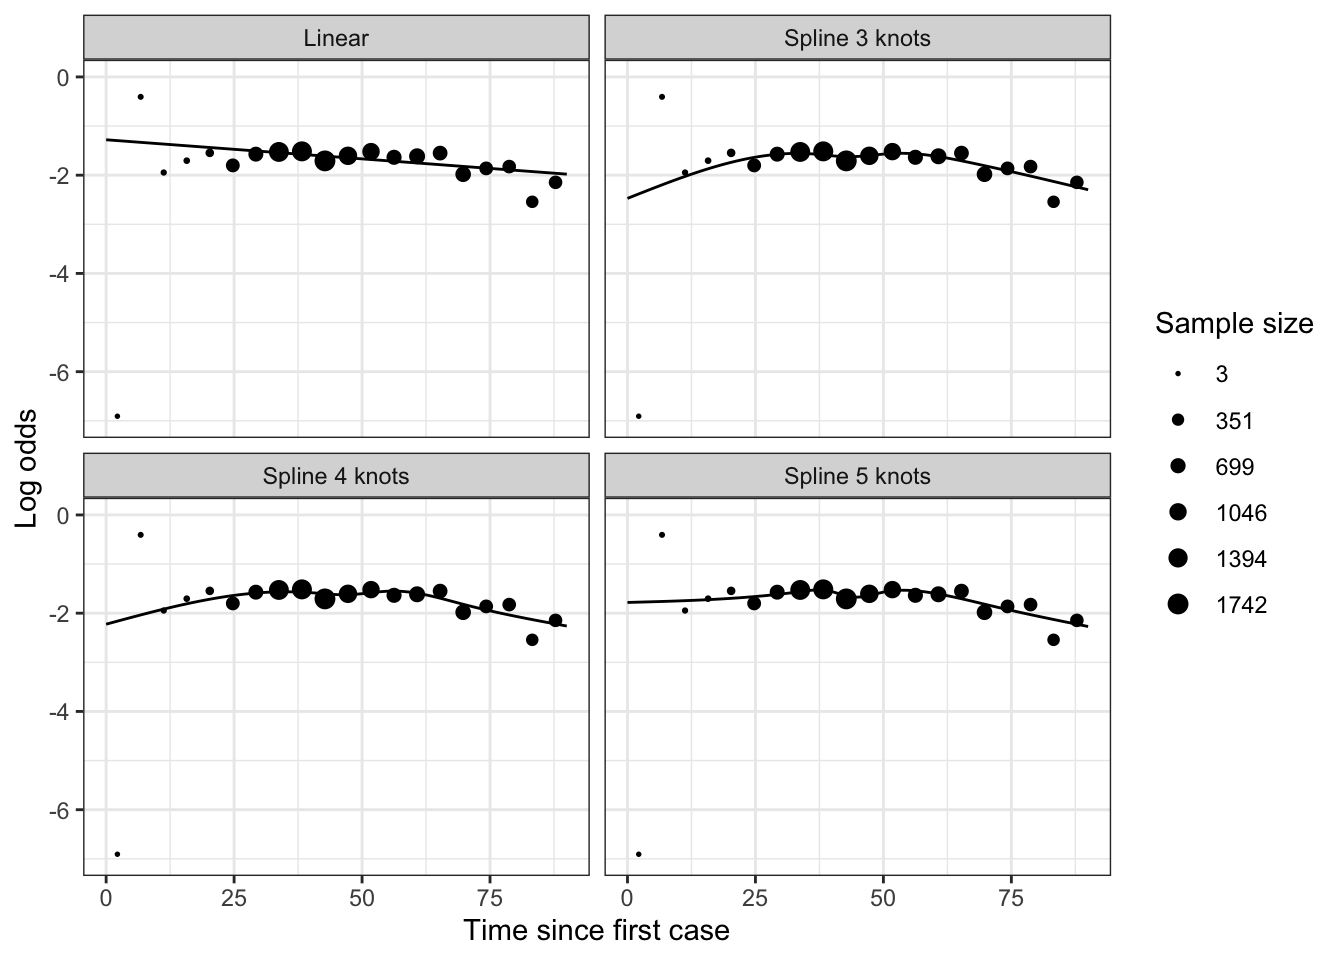 Linear
Spline 3 knots
0
-2
-4
-6
Spline 4 knots
Spline 5 knots
0
-2
-4
-6
0 25 50 75
0 25 50 75
Log odds
Time since first case
Sample size
3
351
699
1046
1394
1742